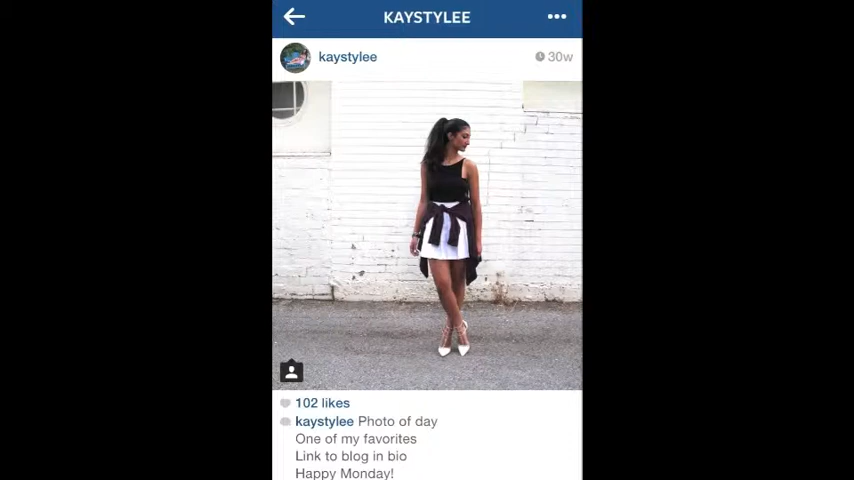 KAYSTYLEE
kaystylee 30w
102 likes
kaystylee Photo of day
One of my favorites
Link to blog in bio
Happy Monday!